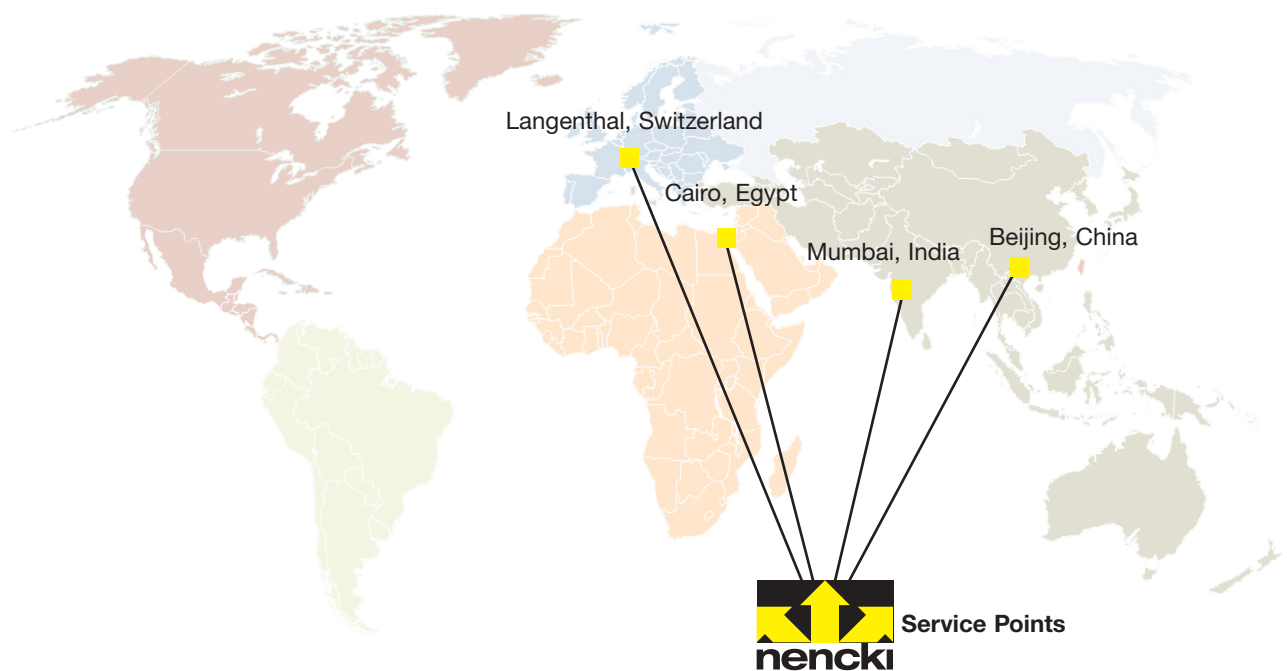 Langenthal, Switzerland
Cairo, Egypt
Mumbai, India
Beijing, China
Service Points
nencki